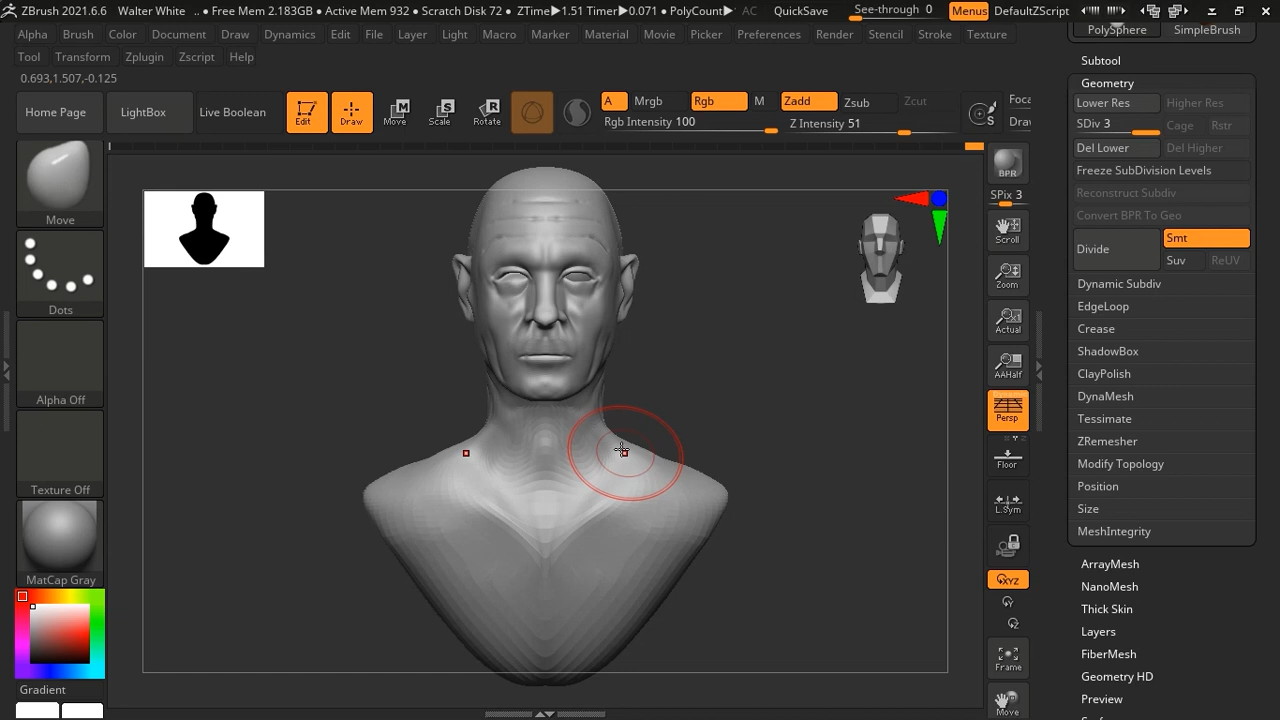 ZBrush 2021.6.6 Walter White .. • Free Mem 2.183GB • Active Mem 932 • Scratch Disk 72 • ZTime▶1.51 Timer▶0.071 • PolyCount▶ AC QuickSave See-through 0 Menus DefaultZScript
Alpha Brush Color Document Draw Dynamics Edit File Layer Light Macro Marker Material Movie Picker Preferences Render Stencil Stroke Texture
Tool Transform Zplugin Zscript Help
0.693,1.507,-0.125
Home Page LightBox Live Boolean Edit Draw Move Scale Rotate A Mrgb Rgb M Zadd Zsub Zcut S Foca
Rgb Intensity 100 Z Intensity 51 Draw
Move
Dots
Alpha Off
Texture Off
MatCap Gray
Gradient
BPR
SPix 3
Scroll
Zoom
Actual
AAHalf
Persp
Floor
L.Sym
XYZ
Y
Z
Frame
Move
PolySphere SimpleBrush
Subtool
Geometry
Lower Res Higher Res
SDiv 3 Cage Rstr
Del Lower Del Higher
Freeze SubDivision Levels
Reconstruct Subdiv
Convert BPR To Geo
Divide Smt
Suv ReUV
Dynamic Subdiv
EdgeLoop
Crease
ShadowBox
ClayPolish
DynaMesh
Tessimate
ZRemesher
Modify Topology
Position
Size
MeshIntegrity
ArrayMesh
NanoMesh
Thick Skin
Layers
FiberMesh
Geometry HD
Preview